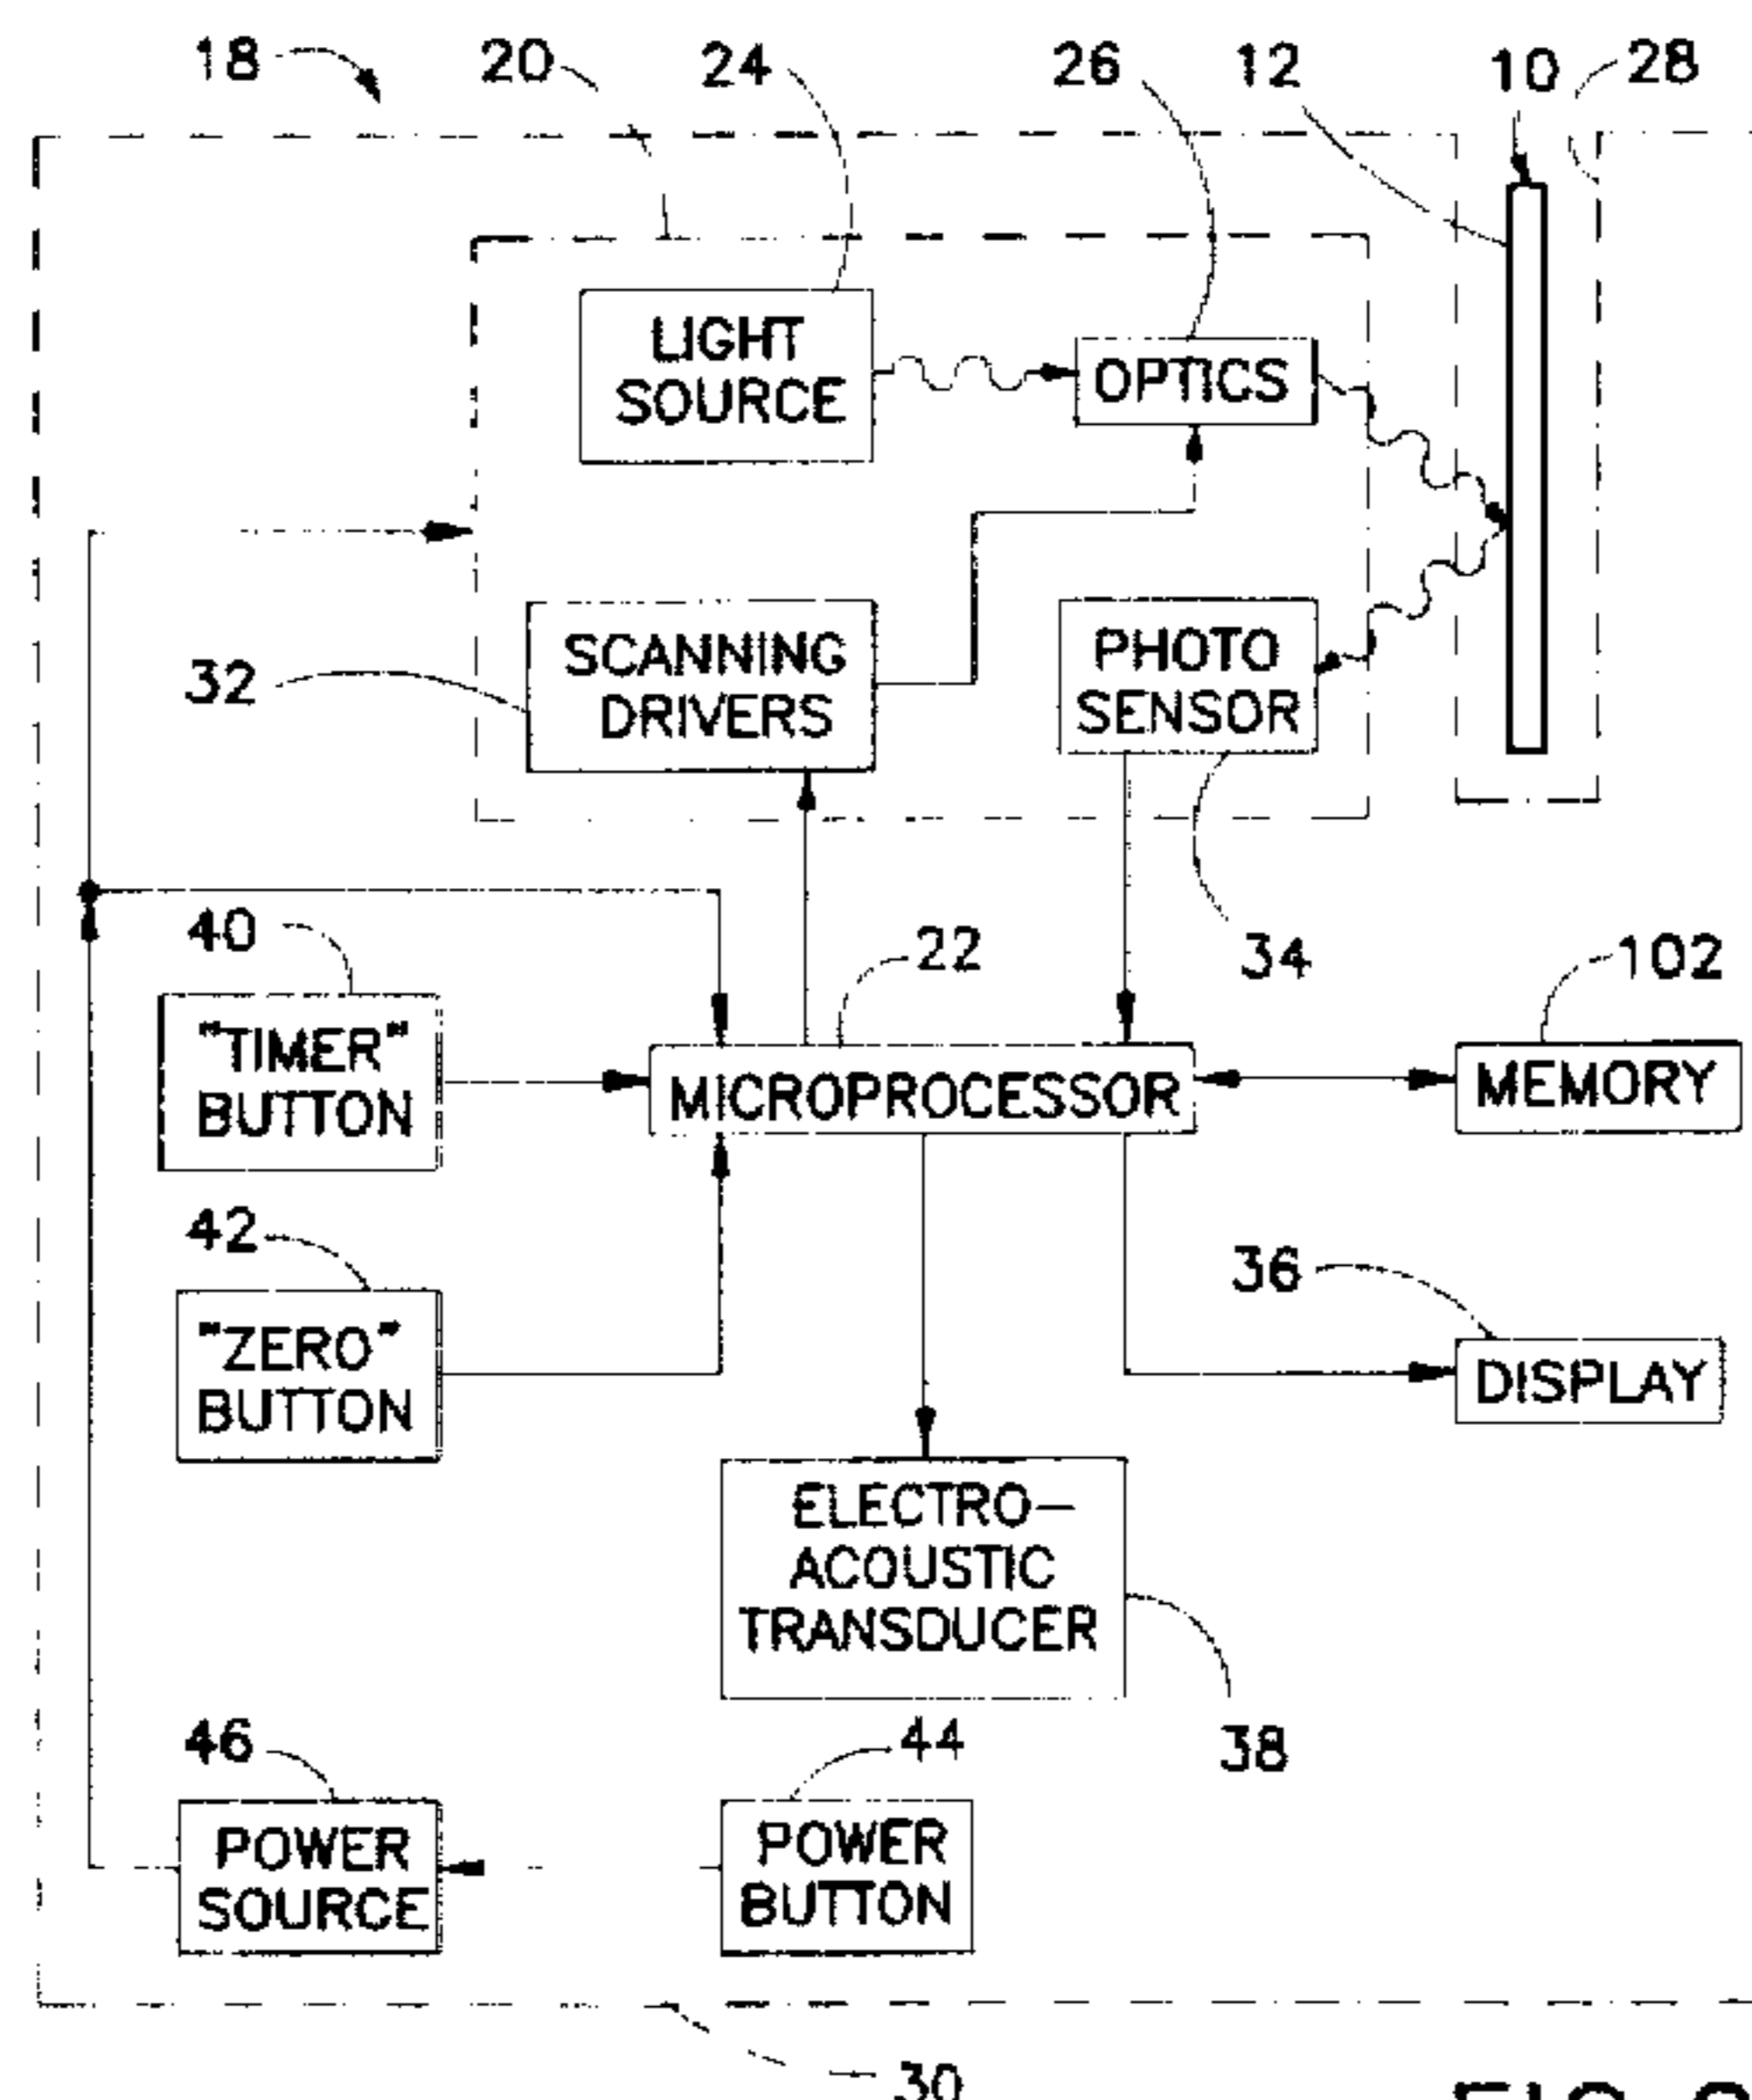 18
20
24
26
12
10
28
LIGHT
SOURCE
OPTICS
SCANNING
DRIVERS
32
PHOTO
SENSOR
40
22
34
102
"TIMER"
BUTTON
MICROPROCESSOR
MEMORY
42
36
"ZERO"
BUTTON
DISPLAY
ELECTRO-
ACOUSTIC
TRANSDUCER
46
44
38
POWER
SOURCE
POWER
BUTTON
30